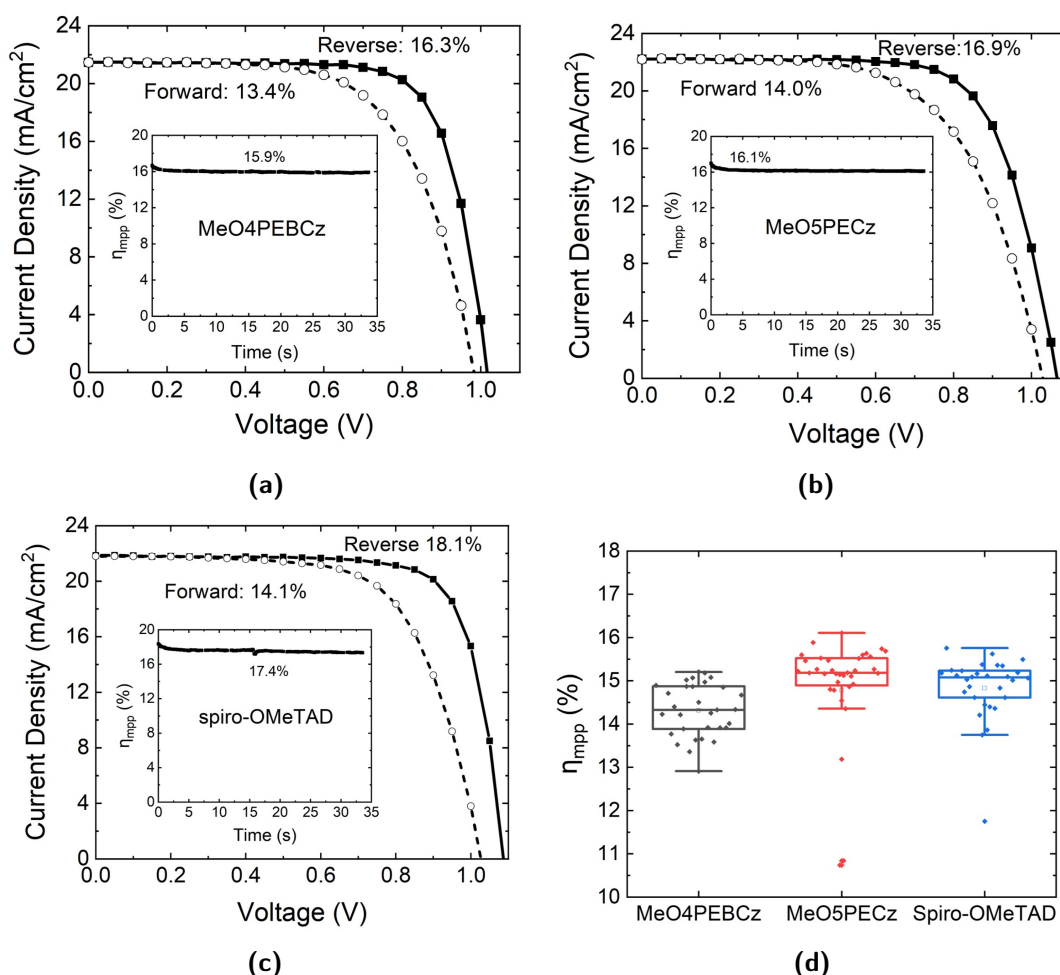 Current Density (mA/cm²)
24
20
16
12
8
4
0
Reverse: 16.3%
Forward: 13.4%
ηmpp (%)
20
16
12
8
4
0
15.9%
MeO4PEBCz
0 5 10 15 20 25 30 35
Time (s)
0.0 0.2 0.4 0.6 0.8 1.0
Voltage (V)
(a)
Current Density (mA/cm²)
24
20
16
12
8
4
0
Reverse:16.9%
Forward 14.0%
ηmpp (%)
20
16
12
8
4
0
16.1%
MeO5PECz
0 5 10 15 20 25 30 35
Time (s)
0.0 0.2 0.4 0.6 0.8 1.0
Voltage (V)
(b)
Current Density (mA/cm²)
24
20
16
12
8
4
0
Reverse 18.1%
Forward: 14.1%
ηmpp (%)
20
16
12
8
4
0
17.4%
spiro-OMeTAD
0 5 10 15 20 25 30 35
Time (s)
0.0 0.2 0.4 0.6 0.8 1.0
Voltage (V)
(c)
ηmpp (%)
18
17
16
15
14
13
12
11
10
MeO4PEBCz MeO5PECz Spiro-OMeTAD
(d)